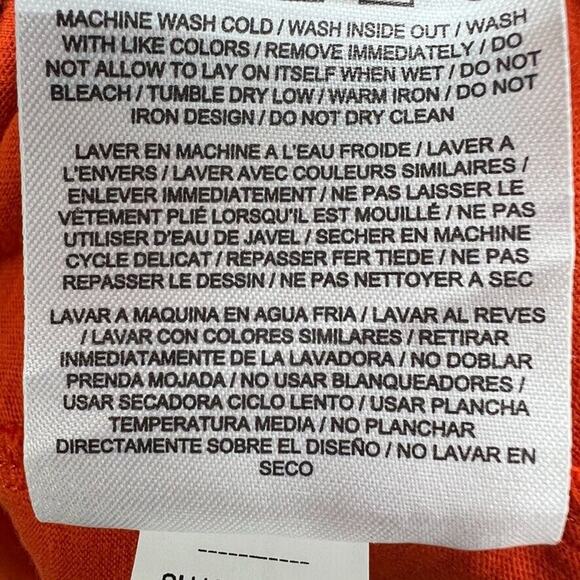 MACHINE WASH COLD / WASH INSIDE OUT / WASH
WITH LIKE COLORS / REMOVE IMMEDIATELY / DO
NOT ALLOW TO LAY ON ITSELF WHEN WET / DO NOT
BLEACH / TUMBLE DRY LOW / WARM IRON / DO NOT
IRON DESIGN / DO NOT DRY CLEAN
LAVER EN MACHINE A L'EAU FROIDE / LAVER A
L'ENVERS / LAVER AVEC COULEURS SIMILAIRES /
ENLEVER IMMEDIATEMENT / NE PAS LAISSER LE
VÊTEMENT PLIÉ LORSQU'IL EST MOUILLÉ / NE PAS
UTILISER D'EAU DE JAVEL / SECHER EN MACHINE
CYCLE DELICAT / REPASSER FER TIEDE / NE PAS
REPASSER LE DESSIN / NE PAS NETTOYER A SEC
LAVAR A MAQUINA EN AGUA FRIA / LAVAR AL REVES
/ LAVAR CON COLORES SIMILARES / RETIRAR
INMEDIATAMENTE DE LA LAVADORA / NO DOBLAR
PRENDA MOJADA / NO USAR BLANQUEADORES /
USAR SECADORA CICLO LENTO / USAR PLANCHA
TEMPERATURA MEDIA / NO PLANCHAR
DIRECTAMENTE SOBRE EL DISEÑO / NO LAVAR EN
SECO